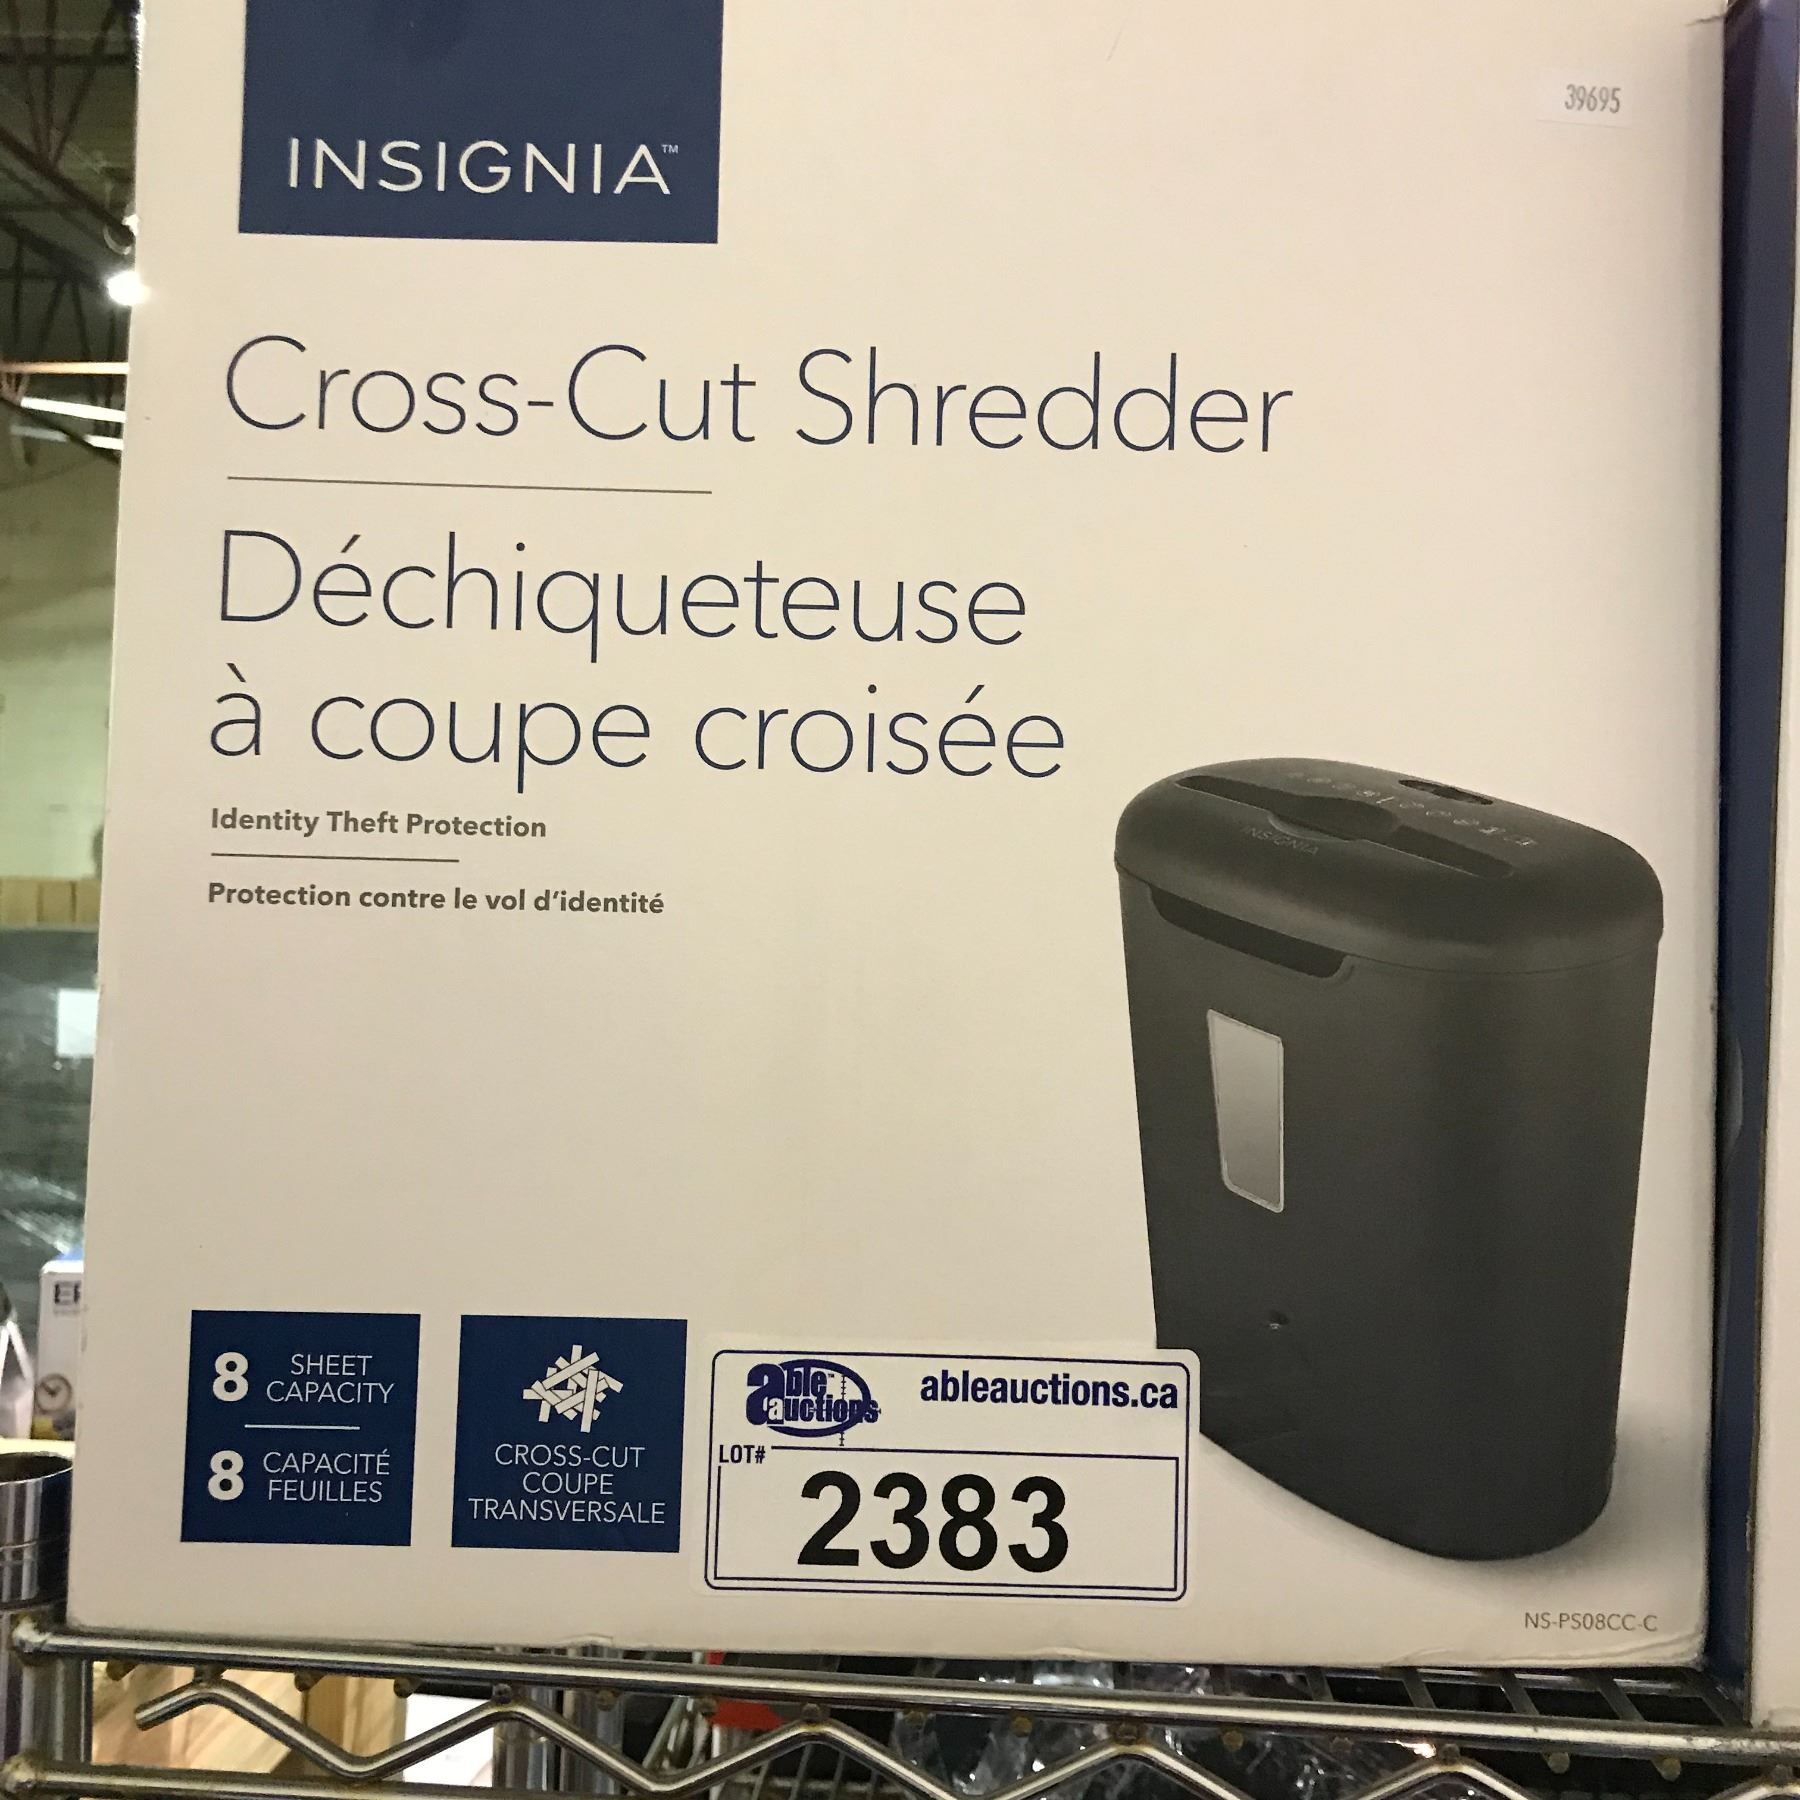 INSIGNIA™
39695
Cross-Cut Shredder
Déchiqueteuse
à coupe croisée
Identity Theft Protection
Protection contre le vol d'identité
INSIGNIA
8 SHEET
CAPACITY
8 CAPACITÉ
FEUILLES
CROSS-CUT
COUPE
TRANSVERSALE
able™
auctions
ableauctions.ca
LOT#
2383
NS-PS08CC-C